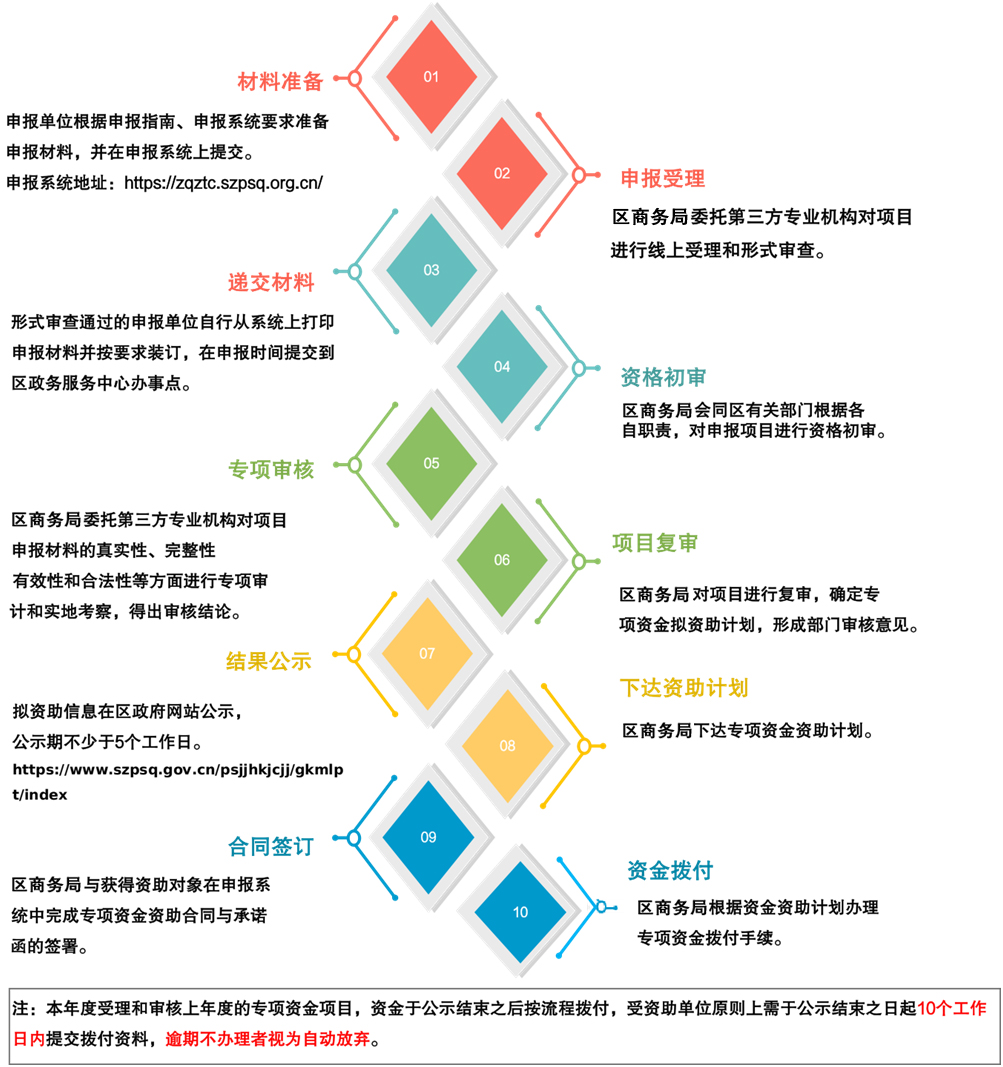 01
材料准备
申报单位根据申报指南、申报系统要求准备
申报材料，并在申报系统上提交。
申报系统地址：https://zqztc.szpsq.org.cn/
02
申报受理
区商务局委托第三方专业机构对项目
进行线上受理和形式审查。
03
递交材料
形式审查通过的申报单位自行从系统上打印
申报材料并按要求装订，在申报时间提交到
区政务服务中心办事点。
04
资格初审
区商务局会同区有关部门根据各
自职责，对申报项目进行资格初审。
05
专项审核
区商务局委托第三方专业机构对项目
申报材料的真实性、完整性
有效性和合法性等方面进行专项审
计和实地考察，得出审核结论。
06
项目复审
区商务局对项目进行复审，确定专
项资金拟资助计划，形成部门审核意见。
07
结果公示
拟资助信息在区政府网站公示，
公示期不少于5个工作日。
https://www.szpsq.gov.cn/psjjhkjcjj/gkmlp
t/index
08
下达资助计划
区商务局下达专项资金资助计划。
09
合同签订
区商务局与获得资助对象在申报系
统中完成专项资金资助合同与承诺
函的签署。
10
资金拨付
区商务局根据资金资助计划办理
专项资金拨付手续。
注：本年度受理和审核上年度的专项资金项目，资金于公示结束之后按流程拨付，受资助单位原则上需于公示结束之日起10个工作
日内提交拨付资料，逾期不办理者视为自动放弃。